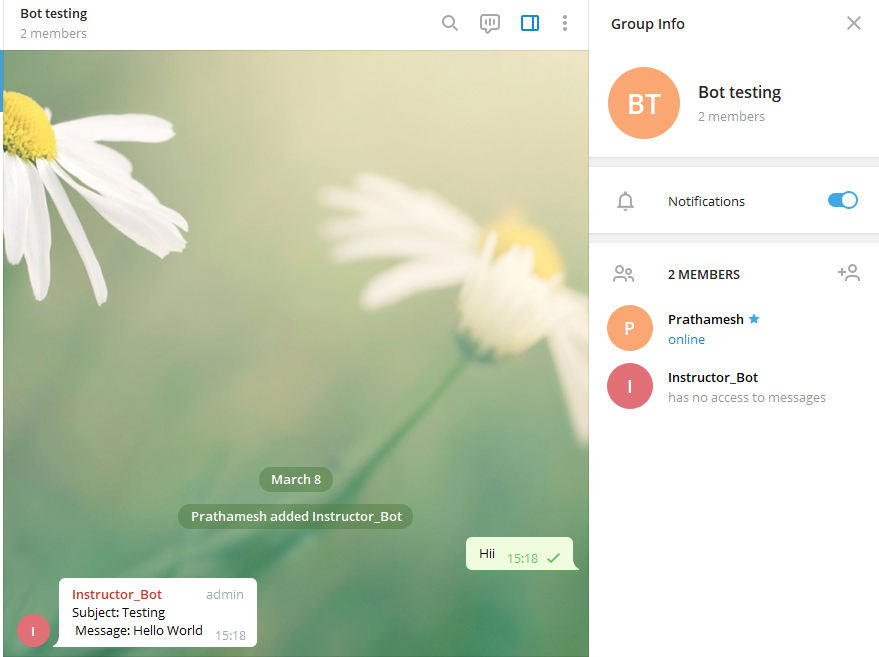 Bot testing
2 members
March 8
Prathamesh added Instructor_Bot
Hii 15:18
Instructor_Bot admin
Subject: Testing
Message: Hello World 15:18
I
Group Info
BT
Bot testing
2 members
Notifications
2 MEMBERS
P
Prathamesh
online
I
Instructor_Bot
has no access to messages